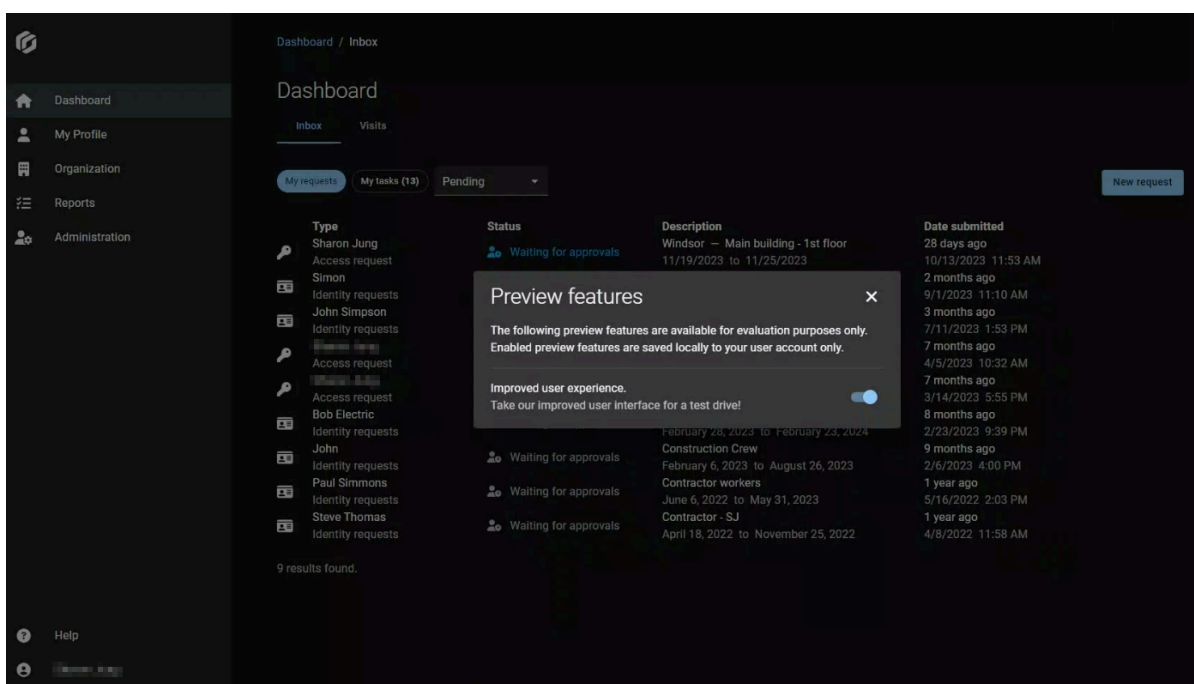 Dashboard / Inbox
Dashboard
Inbox Visits
My requests My tasks (13) Pending New request
Dashboard
My Profile
Organization
Reports
Administration
Help
Type Status Description Date submitted
Sharon Jung Windsor — Main building - 1st floor 28 days ago
Access request Waiting for approvals 11/19/2023 to 11/25/2023 10/13/2023 11:53 AM
Simon 2 months ago
Identity requests 9/1/2023 11:10 AM
John Simpson 3 months ago
Identity requests 7/11/2023 1:53 PM
7 months ago
Access request 4/5/2023 10:32 AM
7 months ago
Access request 3/14/2023 5:55 PM
Bob Electric 8 months ago
Identity requests February 28, 2023 to February 23, 2024 2/23/2023 9:39 PM
John Construction Crew 9 months ago
Identity requests Waiting for approvals February 6, 2023 to August 26, 2023 2/6/2023 4:00 PM
Paul Simmons Contractor workers 1 year ago
Identity requests Waiting for approvals June 6, 2022 to May 31, 2023 5/16/2022 2:03 PM
Steve Thomas Contractor - SJ 1 year ago
Identity requests Waiting for approvals April 18, 2022 to November 25, 2022 4/8/2022 11:58 AM
9 results found.
Preview features
The following preview features are available for evaluation purposes only.
Enabled preview features are saved locally to your user account only.
Improved user experience.
Take our improved user interface for a test drive!